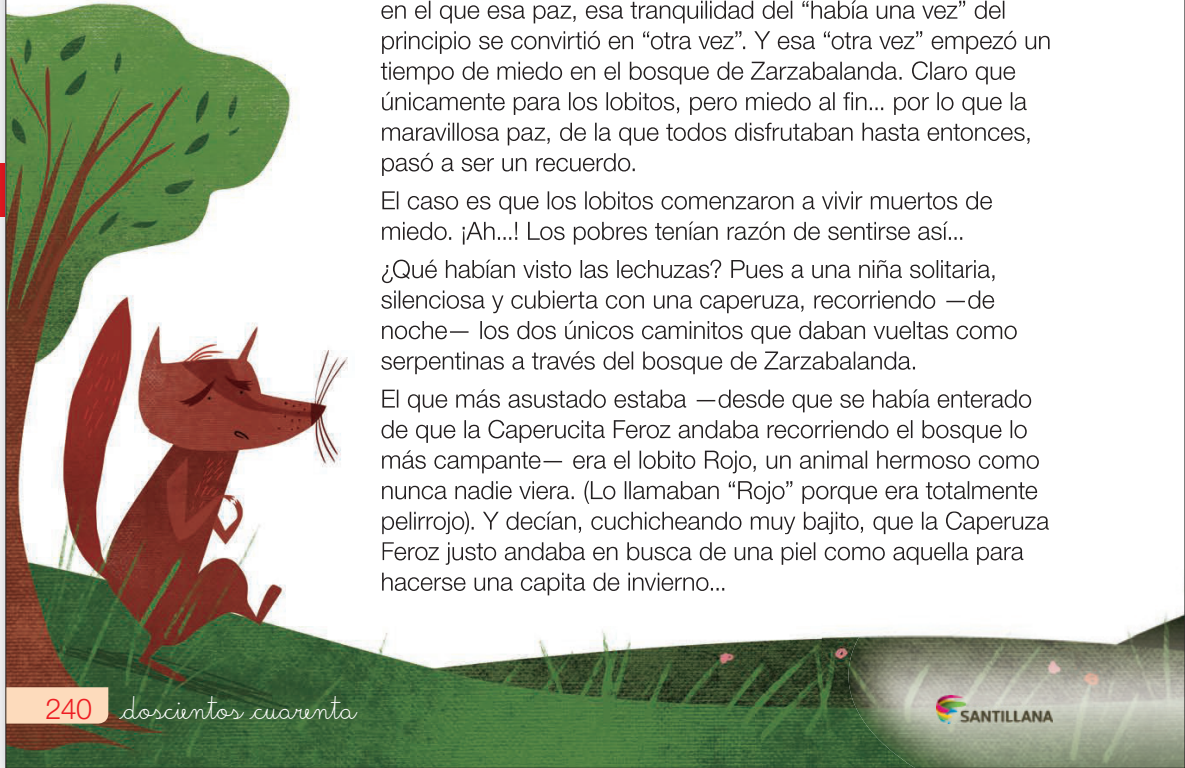 en el que esa paz, esa tranquilidad del “había una vez” del
principio se convirtió en “otra vez”. Y esa “otra vez” empezó un
tiempo de miedo en el bosque de Zarzabalanda. Claro que
únicamente para los lobitos, pero miedo al fin... por lo que la
maravillosa paz, de la que todos disfrutaban hasta entonces,
pasó a ser un recuerdo.
El caso es que los lobitos comenzaron a vivir muertos de
miedo. ¡Ah...! Los pobres tenían razón de sentirse así...
¿Qué habían visto las lechuzas? Pues a una niña solitaria,
silenciosa y cubierta con una caperuza, recorriendo —de
noche— los dos únicos caminitos que daban vueltas como
serpentinas a través del bosque de Zarzabalanda.
El que más asustado estaba —desde que se había enterado
de que la Caperucita Feroz andaba recorriendo el bosque lo
más campante— era el lobito Rojo, un animal hermoso como
nunca nadie viera. (Lo llamaban “Rojo” porque era totalmente
pelirrojo). Y decían, cuchicheando muy bajito, que la Caperuza
Feroz justo andaba en busca de una piel como aquella para
hacerse una capita de invierno...
240 doscientos cuarenta
SANTILLANA